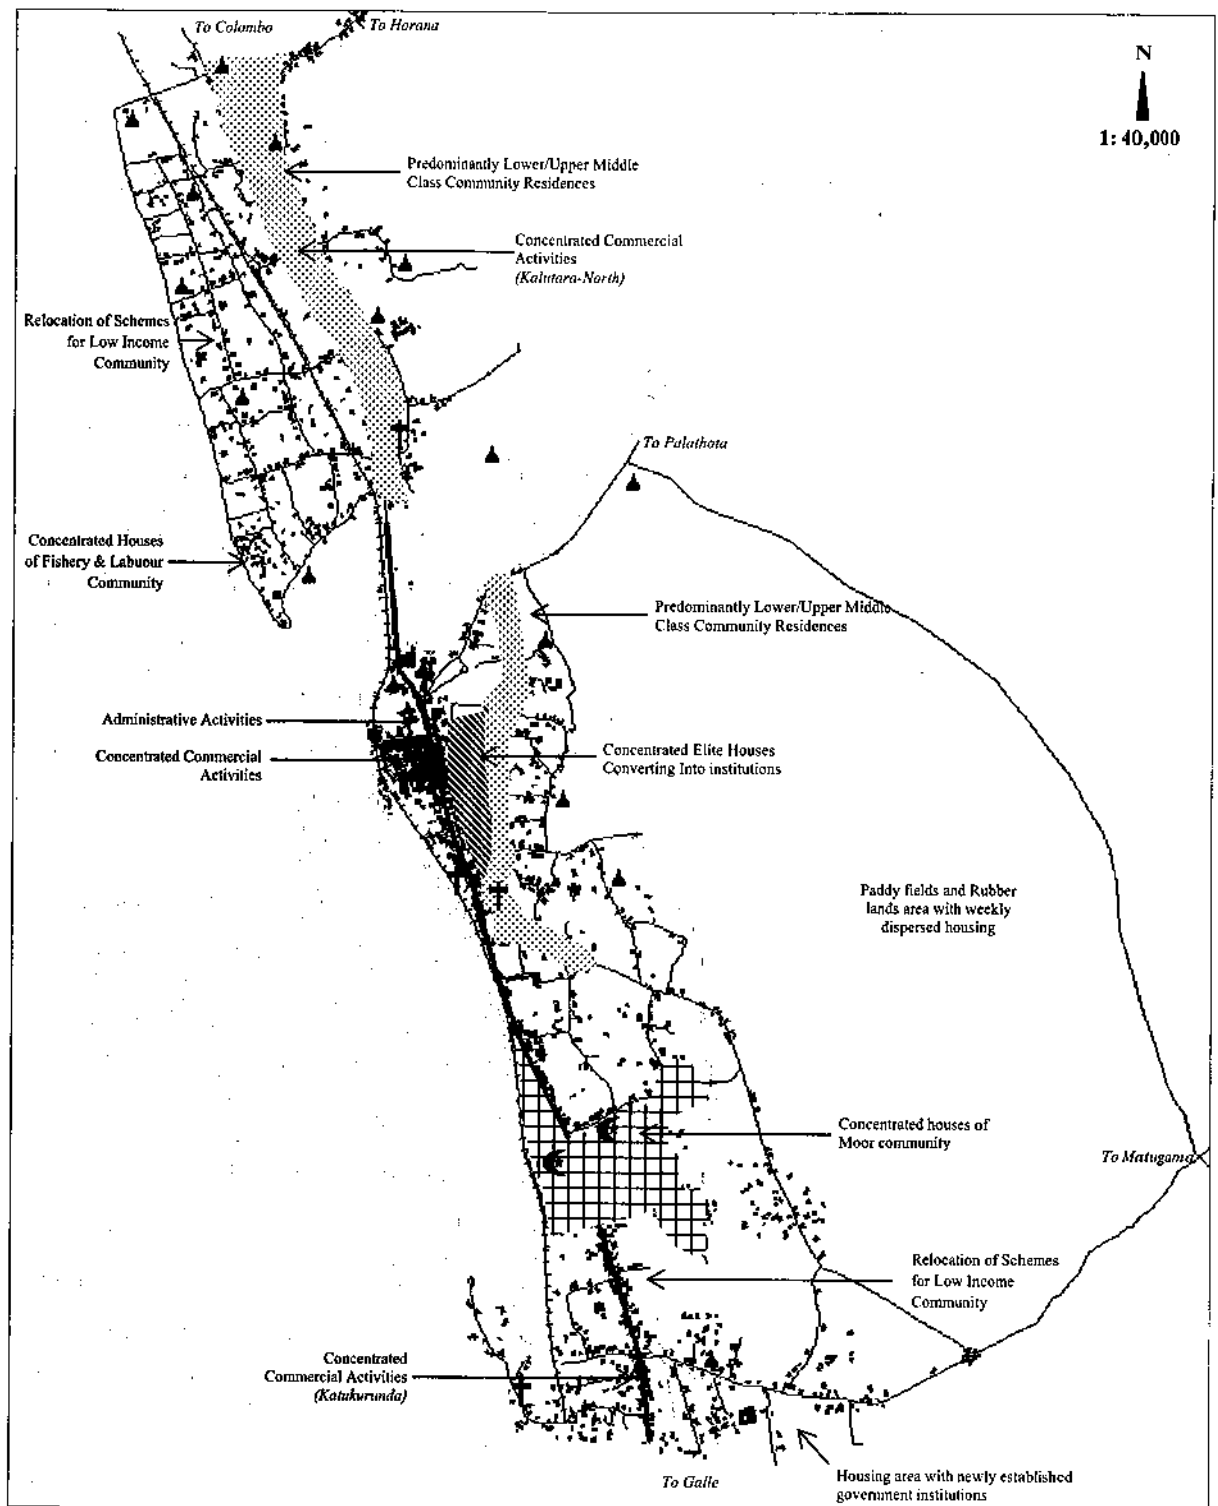 To Colombo
To Horana
N
1: 40,000
Predominantly Lower/Upper Middle
Class Community Residences
Concentrated Commercial
Activities
(Kalutara-North)
Relocation of Schemes
for Low Income
Community
To Palathota
Concentrated Houses
of Fishery & Labuour
Community
Predominantly Lower/Upper Middle
Class Community Residences
Administrative Activities
Concentrated Commercial
Activities
Concentrated Elite Houses
Converting Into institutions
Paddy fields and Rubber
lands area with weekly
dispersed housing
Concentrated houses of
Moor community
To Matugama
Relocation of Schemes
for Low Income
Community
Concentrated
Commercial Activities
(Katukurunda)
To Galle
Housing area with newly established
government institutions